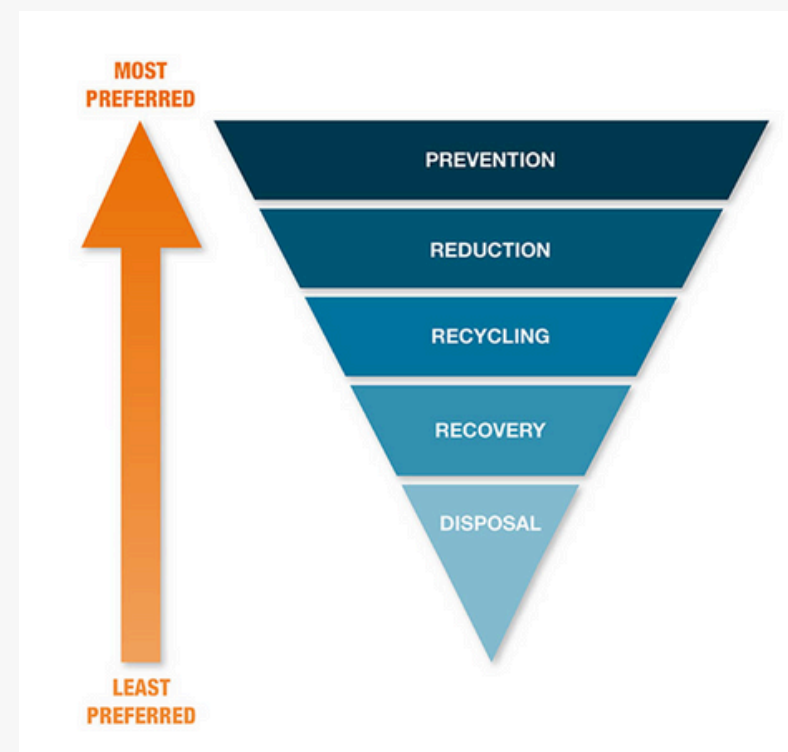 MOST
PREFERRED
PREVENTION
REDUCTION
RECYCLING
RECOVERY
DISPOSAL
LEAST
PREFERRED